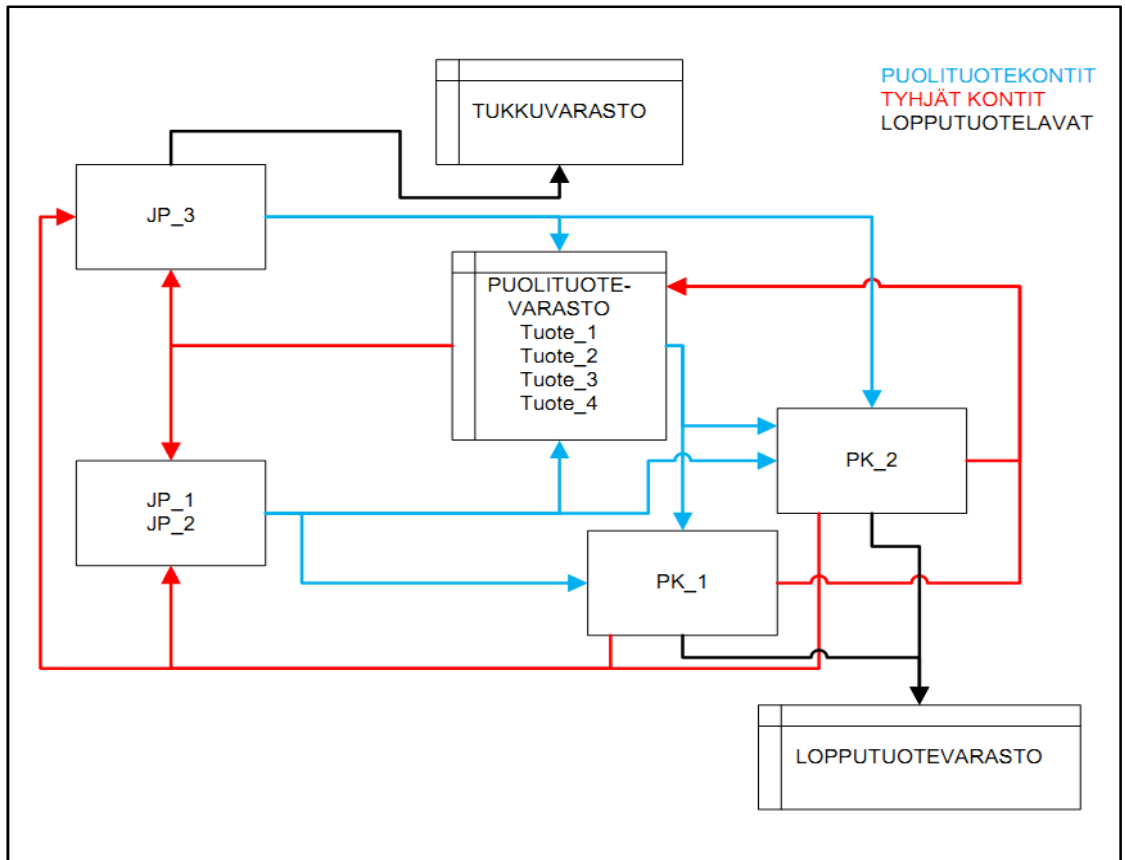 PUOLITUOTEKONTIT
TYHJÄT KONTIT
LOPPUTUOTELAVAT
TUKKUVARASTO
JP_3
PUOLITUOTE-
VARASTO
Tuote_1
Tuote_2
Tuote_3
Tuote_4
PK_2
JP_1
JP_2
PK_1
LOPPUTUOTEVARASTO